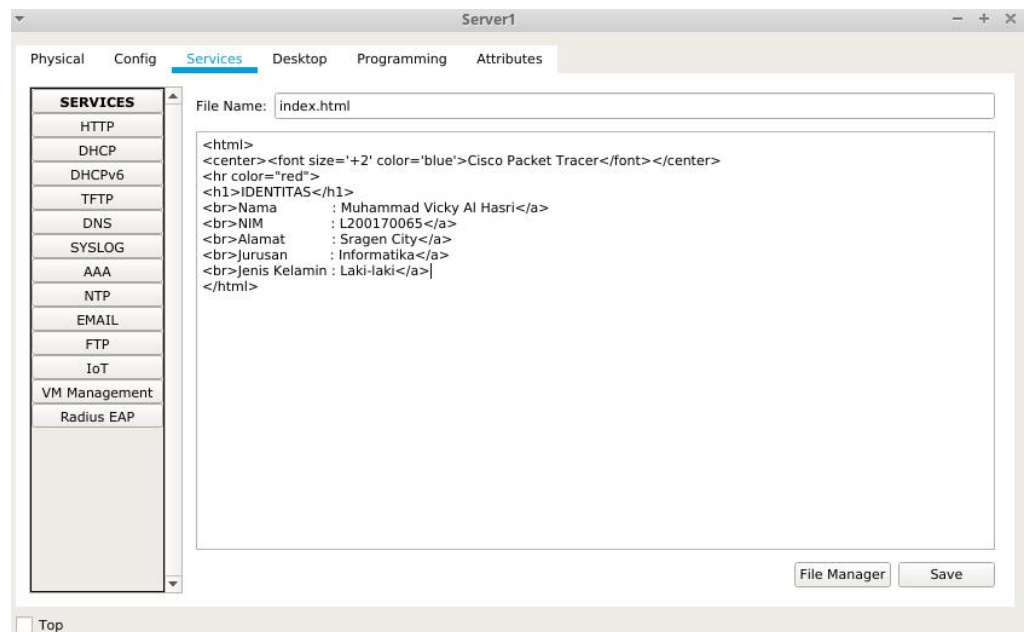 Server1
Physical Config Services Desktop Programming Attributes
SERVICES
HTTP
DHCP
DHCPv6
TFTP
DNS
SYSLOG
AAA
NTP
EMAIL
FTP
IoT
VM Management
Radius EAP
File Name: index.html
<html>
<center><font size='+2' color='blue'>Cisco Packet Tracer</font></center>
<hr color="red">
<h1>IDENTITAS</h1>
<br>Nama : Muhammad Vicky Al Hasri</a>
<br>NIM : L200170065</a>
<br>Alamat : Sragen City</a>
<br>Jurusan : Informatika</a>
<br>Jenis Kelamin : Laki-laki</a>
</html>
File Manager Save
Top